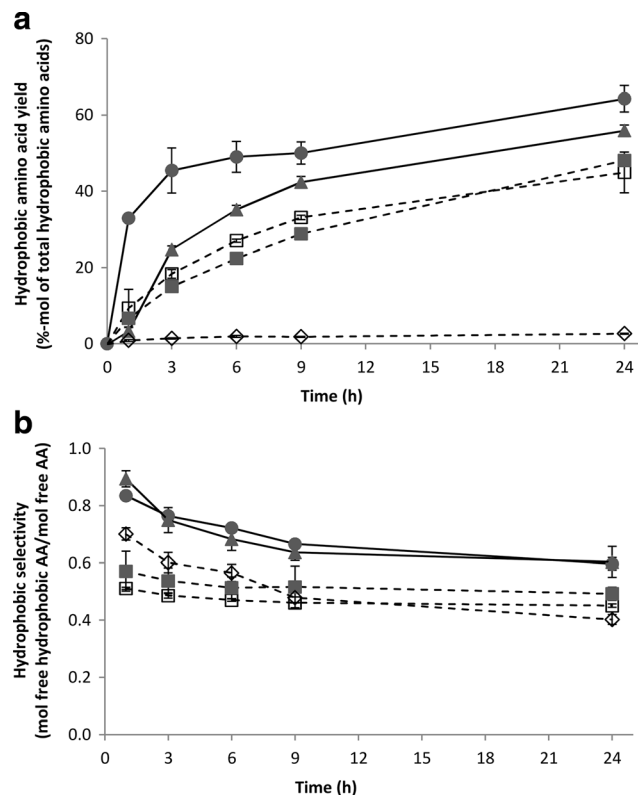 a
Hydrophobic amino acid yield
(%-mol of total hydrophobic amino acids)
80
60
40
20
0
0 3 6 9 12 15 18 21 24
Time (h)
b
Hydrophobic selectivity
(mol free hydrophobic AA/mol free AA)
1.0
0.8
0.6
0.4
0.2
0.0
0 3 6 9 12 15 18 21 24
Time (h)